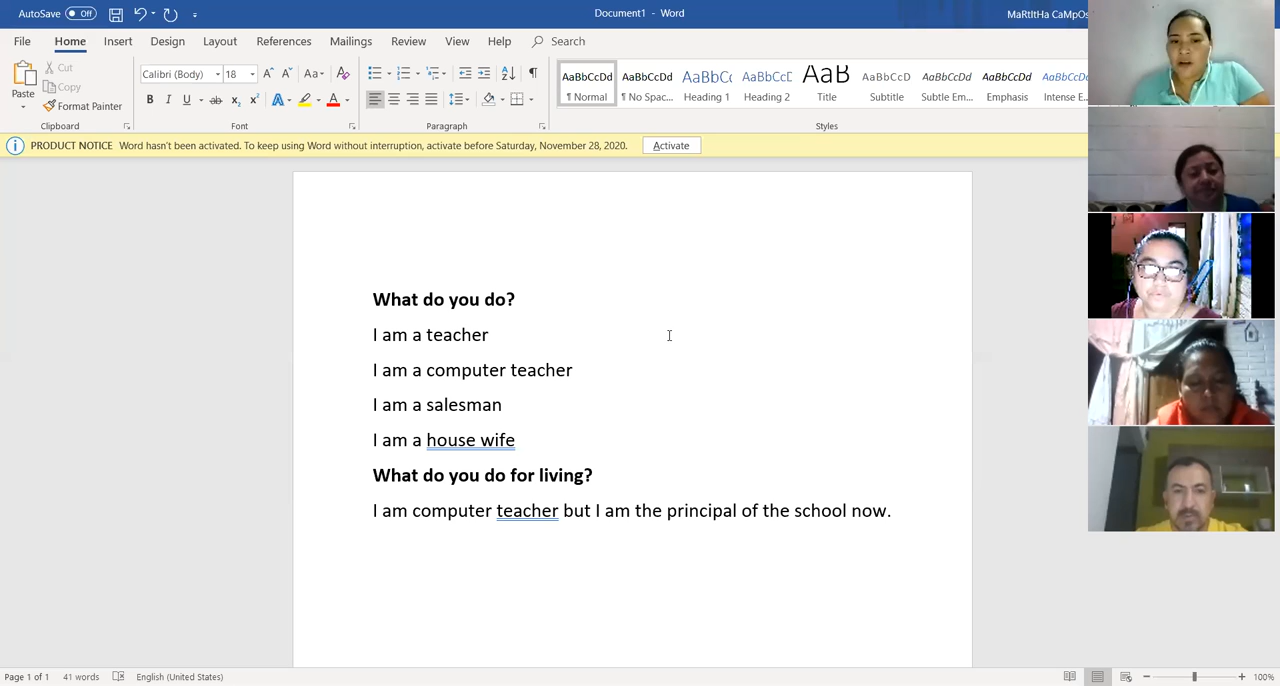 AutoSave Off Document1 - Word MaRtItHa CaMpOs
File Home Insert Design Layout References Mailings Review View Help Search
Paste Cut Copy Format Painter
Calibri (Body) 18
AaBbCcDd ¶ Normal
AaBbCcDd ¶ No Spac...
AaBbCc Heading 1
AaBbCcD Heading 2
AaB Title
AaBbCcD Subtitle
AaBbCcDd Subtle Em...
AaBbCcDd Emphasis
AaBbCcDd Intense E...
Clipboard Font Paragraph Styles
PRODUCT NOTICE Word hasn't been activated. To keep using Word without interruption, activate before Saturday, November 28, 2020. Activate
What do you do?
I am a teacher
I am a computer teacher
I am a salesman
I am a house wife
What do you do for living?
I am computer teacher but I am the principal of the school now.
Page 1 of 1 41 words English (United States) 100%